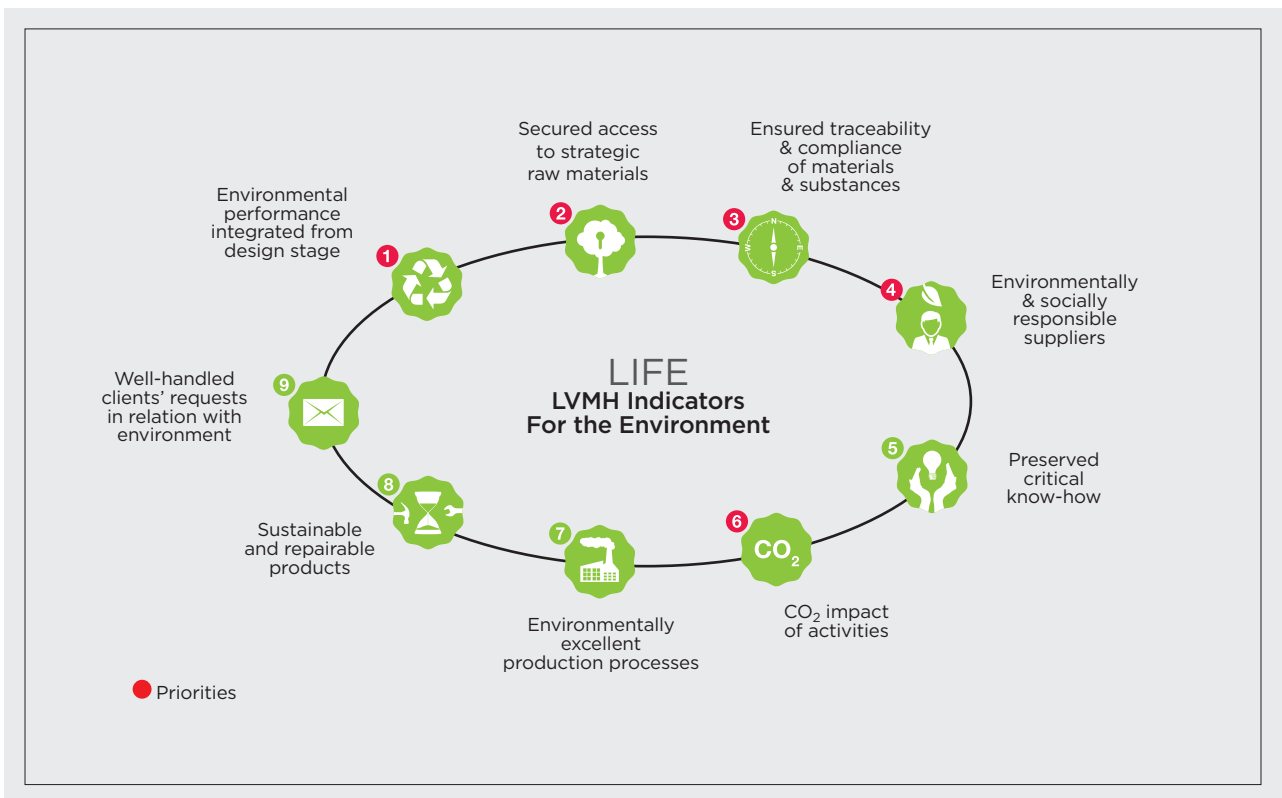 1
Environmental
performance
integrated from
design stage
2
Secured access
to strategic
raw materials
3
Ensured traceability
& compliance
of materials
& substances
N
E
S
W
4
Environmentally
& socially
responsible
suppliers
LIFE
LVMH Indicators
For the Environment
5
Preserved
critical
know-how
6
CO₂
CO₂ impact
of activities
7
Environmentally
excellent
production processes
8
Sustainable
and repairable
products
9
Well-handled
clients’ requests
in relation with
environment
Priorities